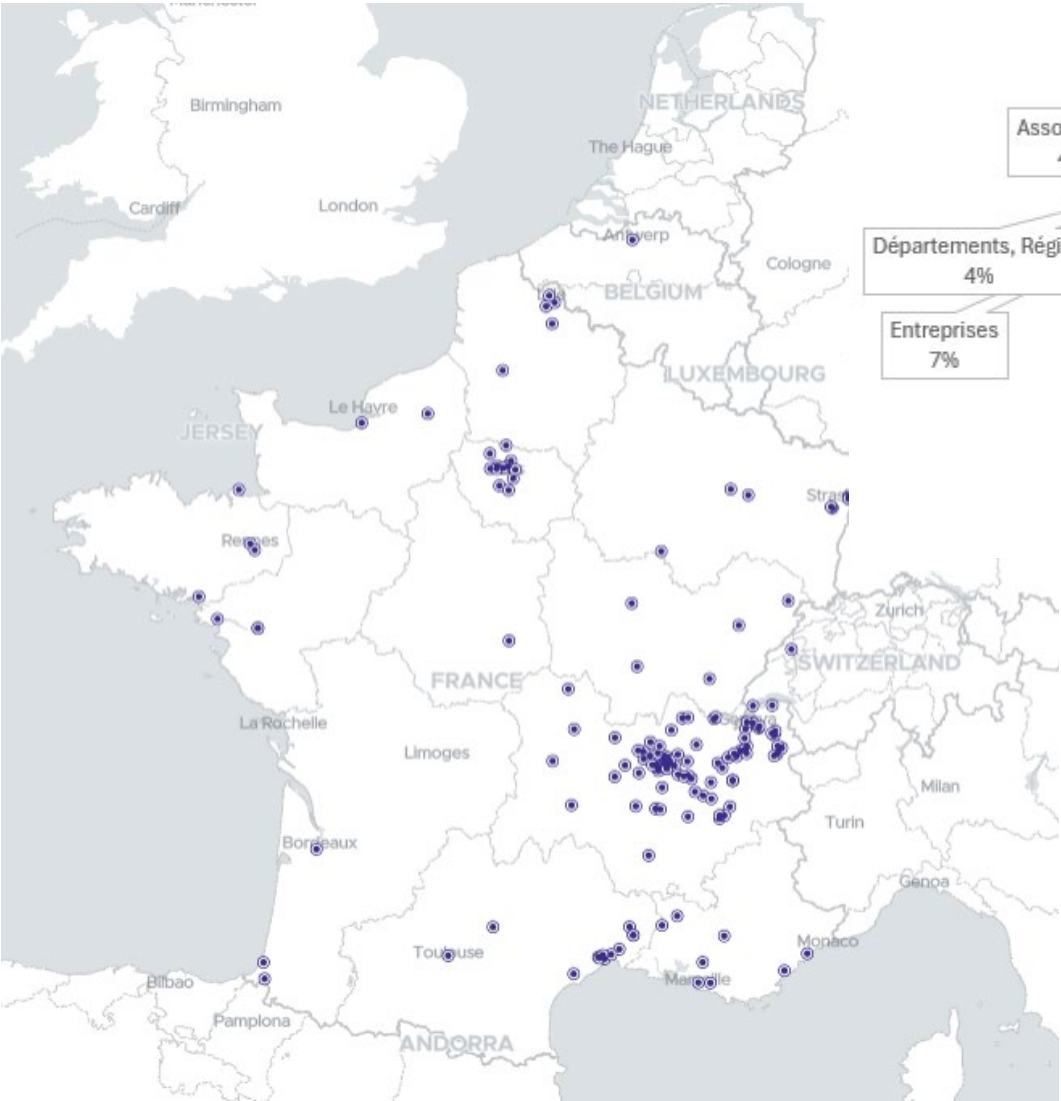 Birmingham
NETHERLANDS
The Hague
Cardiff
London
Antwerp
Cologne
Départements, Régi
4%
BELGIUM
Entreprises
7%
LUXEMBOURG
Le Havre
JERSEY
Rennes
Zurich
SWITZERLAND
FRANCE
La Rochelle
Limoges
Milan
Turin
Bordeaux
Genoa
Monaco
Toulouse
Marseille
Bilbao
Pamplona
ANDORRA
Asso